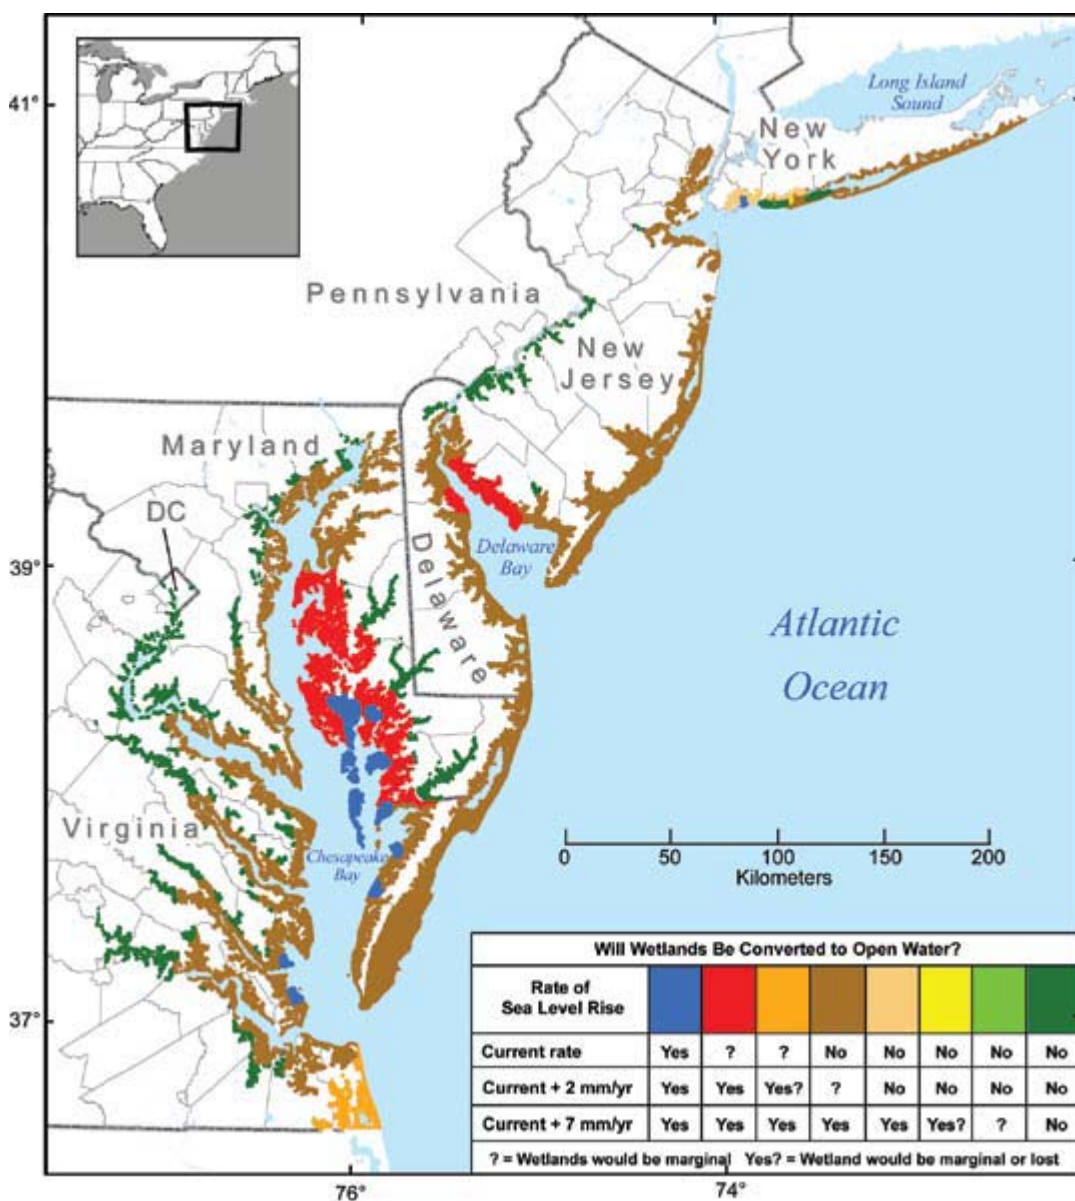 41°
39°
37°
76°
74°
Long Island
Sound
New
York
Pennsylvania
New
Jersey
Maryland
DC
Delaware
Delaware
Bay
Atlantic
Ocean
Virginia
Chesapeake
Bay
0 50 100 150 200
Kilometers
Will Wetlands Be Converted to Open Water?
Rate of
Sea Level Rise
Current rate Yes ? ? No No No No No
Current + 2 mm/yr Yes Yes Yes? ? No No No No
Current + 7 mm/yr Yes Yes Yes Yes Yes Yes? ? No
? = Wetlands would be marginal Yes? = Wetland would be marginal or lost